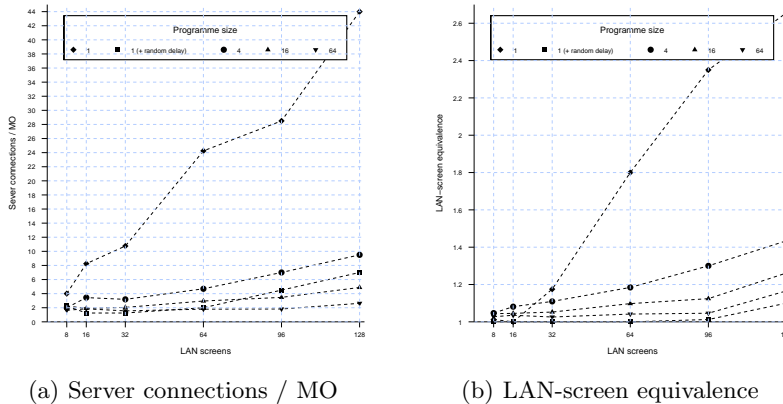 Programme size
1 1 (+ random delay) 4 16 64
44
42
40
38
36
34
32
30
28
26
24
22
20
18
16
14
12
10
8
6
4
2
0
Sever connections / MO
8 16 32 64 96 128
LAN screens
(a) Server connections / MO
Programme size
1 1 (+ random delay) 4 16 64
2.6
2.4
2.2
2
1.8
1.6
1.4
1.2
1
LAN−screen equivalence
8 16 32 64 96
LAN screens
(b) LAN-screen equivalence